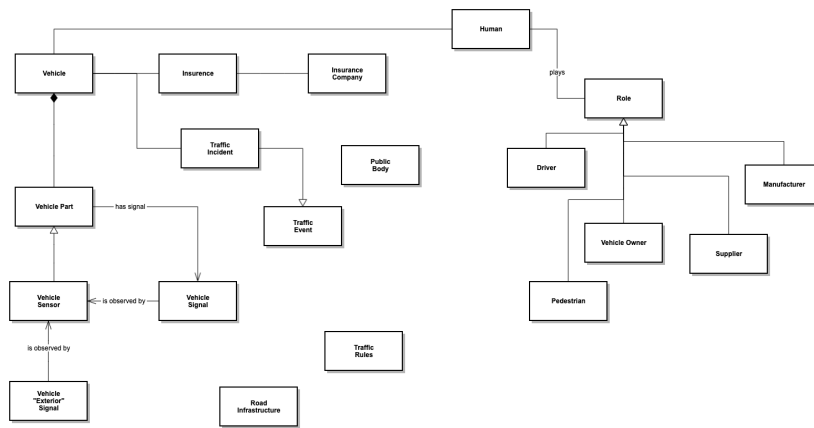 Human
Vehicle
Insurence
Insurance
Company
plays
Role
Traffic
Incident
Public
Body
Driver
Manufacturer
Vehicle Part
has signal
Traffic
Event
Vehicle Owner
Supplier
Vehicle
Sensor
is observed by
Vehicle
Signal
Pedestrian
is observed by
Traffic
Rules
Vehicle
"Exterior"
Signal
Road
Infrastructure